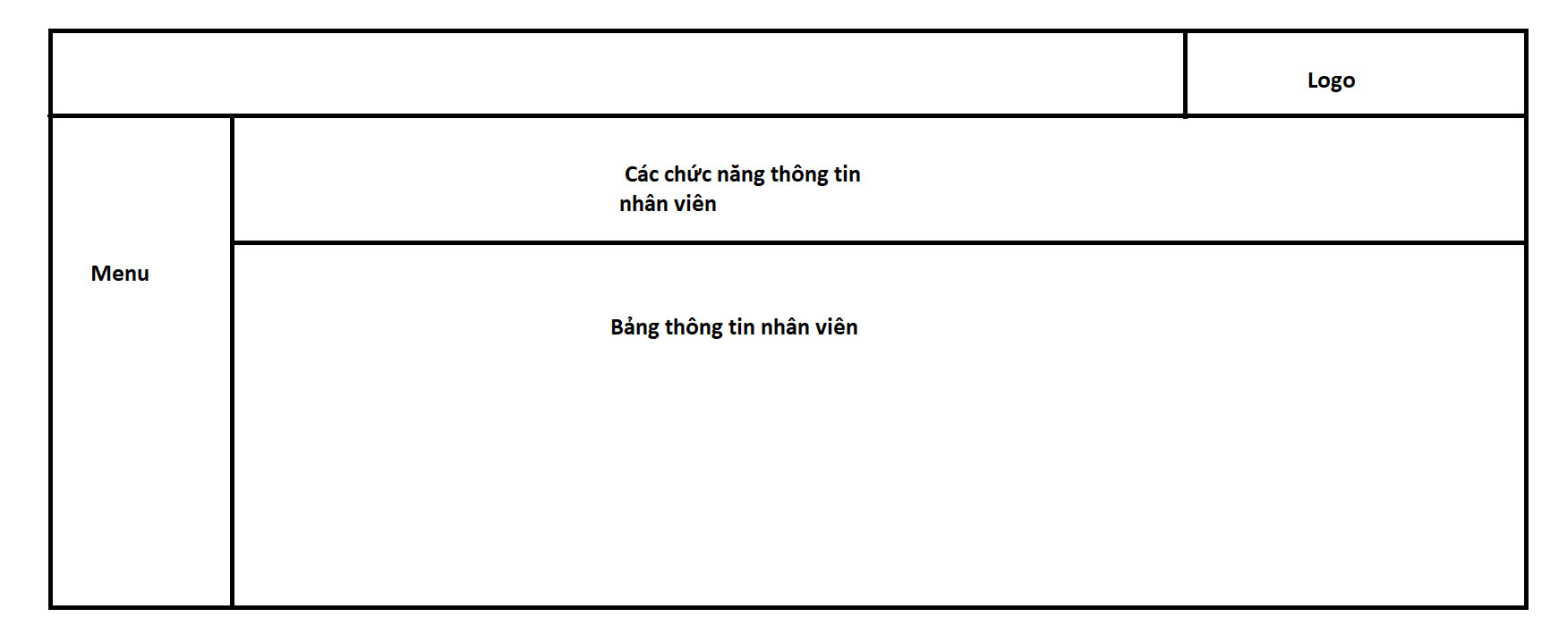 Logo
Các chức năng thông tin
nhân viên
Menu
Bảng thông tin nhân viên